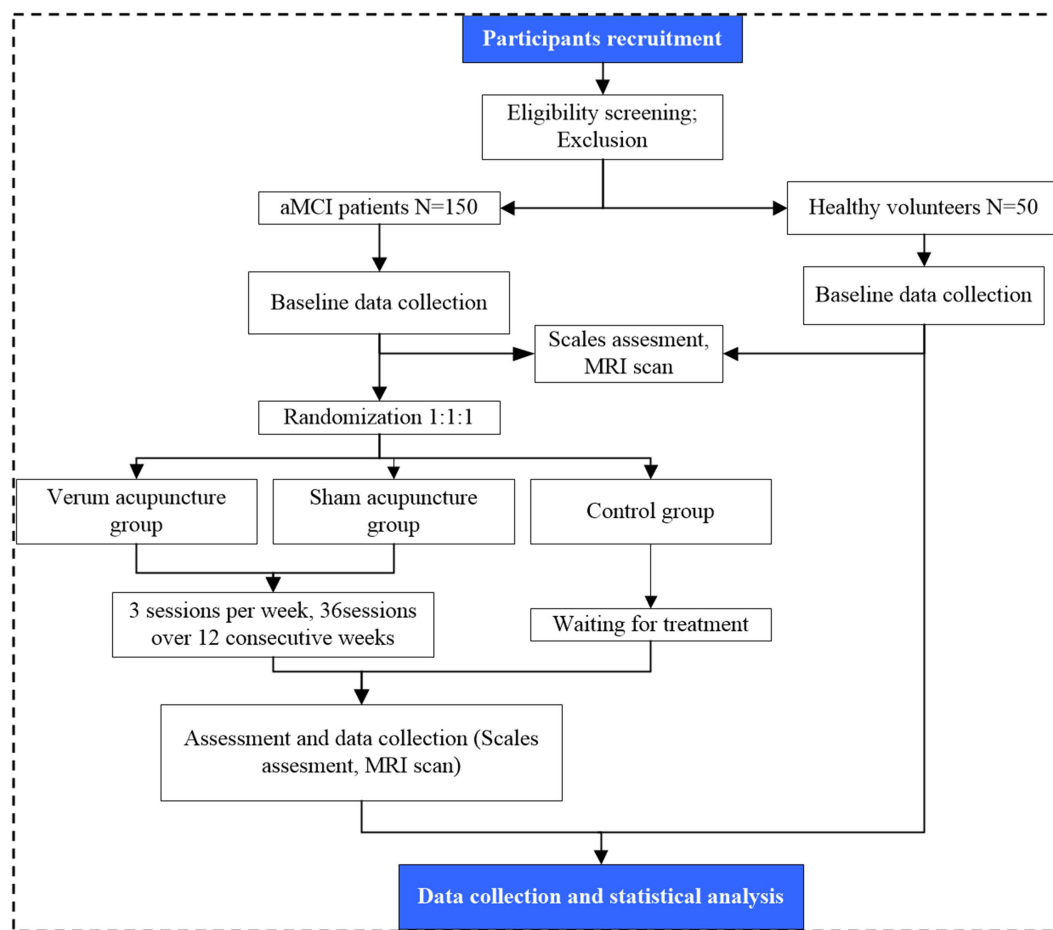 Participants recruitment
Eligibility screening;
Exclusion
aMCI patients N=150
Healthy volunteers N=50
Baseline data collection
Baseline data collection
Scales assesment,
MRI scan
Randomization 1:1:1
Verum acupuncture
group
Sham acupuncture
group
Control group
3 sessions per week, 36sessions
over 12 consecutive weeks
Waiting for treatment
Assessment and data collection (Scales
assesment, MRI scan)
Data collection and statistical analysis